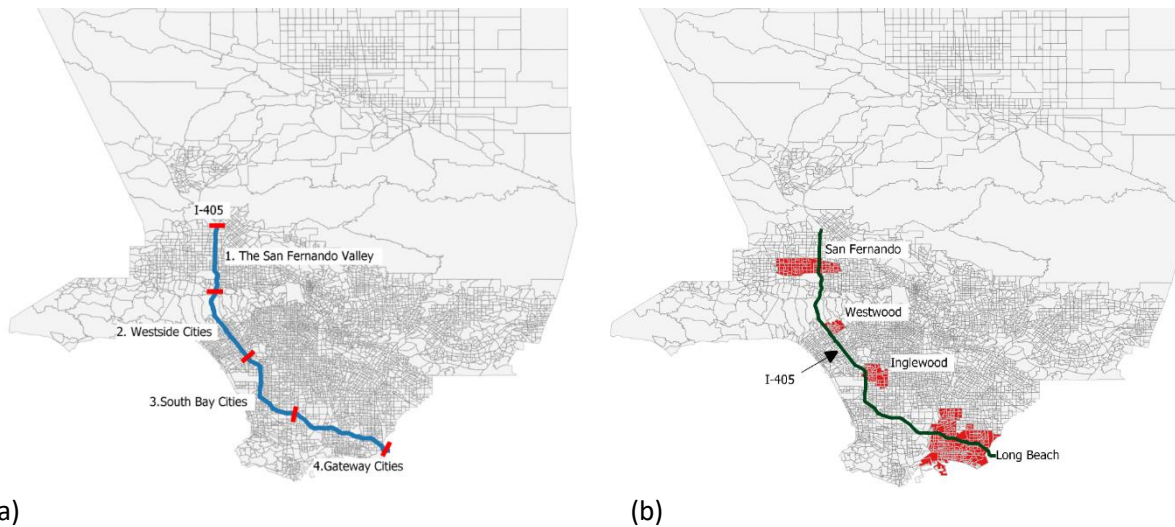 I-405
1. The San Fernando Valley
2. Westside Cities
3.South Bay Cities
4.Gateway Cities
a)
San Fernando
Westwood
Inglewood
I-405
Long Beach
(b)